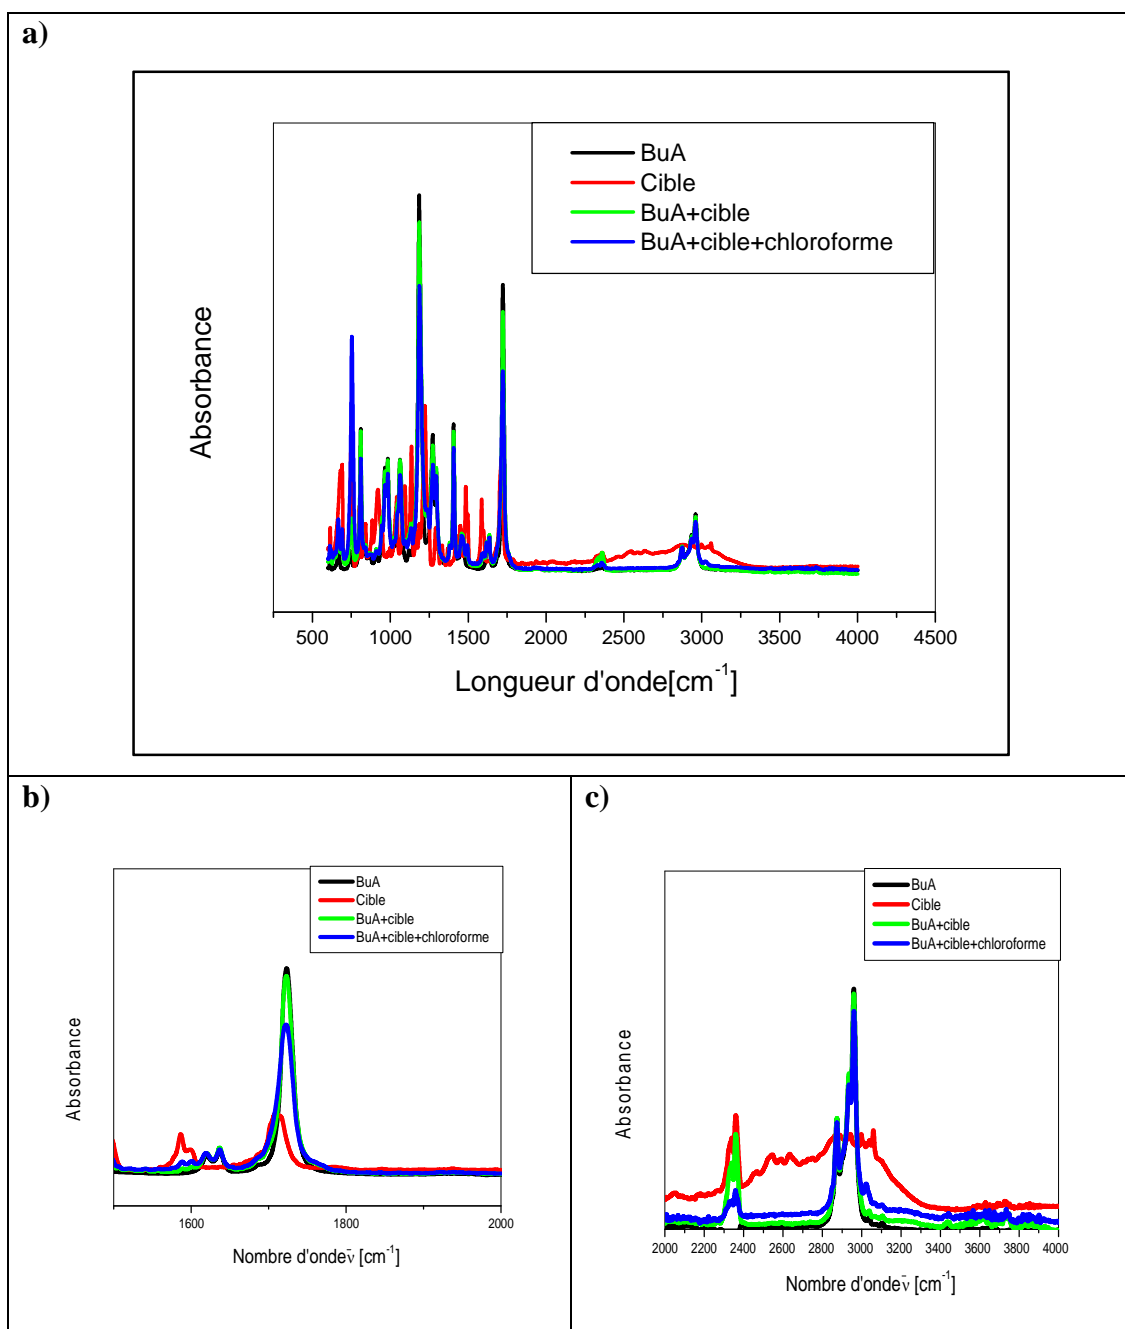 a)
BuA
Cible
BuA+cible
BuA+cible+chloroforme
Absorbance
500 1000 1500 2000 2500 3000 3500 4000 4500
Longueur d'onde[cm⁻¹]
b)
BuA
Cible
BuA+cible
BuA+cible+chloroforme
Absorbance
1600 1800 2000
Nombre d'onde ν̄ [cm⁻¹]
c)
BuA
Cible
BuA+cible
BuA+cible+chloroforme
Absorbance
2000 2200 2400 2600 2800 3000 3200 3400 3600 3800 4000
Nombre d'onde ν̄ [cm⁻¹]